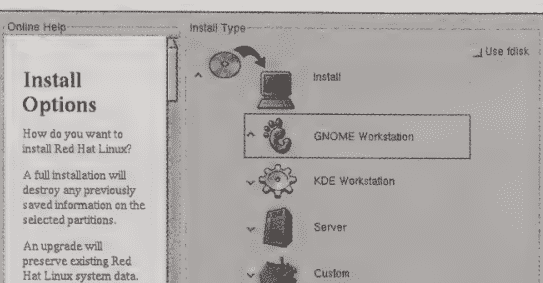 Online Help
Install
Options
How do you want to
install Red Hat Linux?
A full installation will
destroy any previously
saved information on the
selected partitions.
An upgrade will
preserve existing Red
Hat Linux system data.
Install Type
Use fdisk
Install
GNOME Workstation
KDE Workstation
Server
Custom